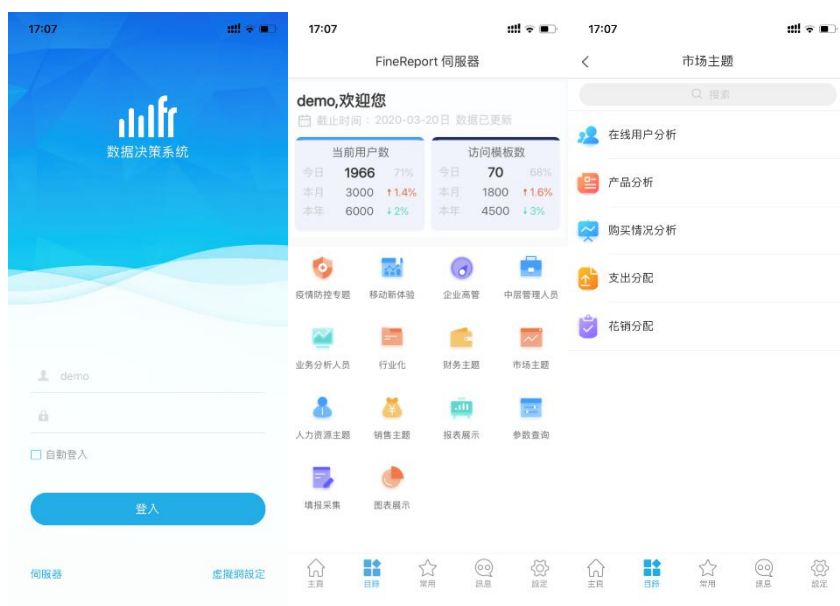 17:07
fr
数据决策系统
demo
自動登入
登入
伺服器
虛擬網設定
17:07
FineReport 伺服器
demo,欢迎您
截止时间：2020-03-20日 数据已更新
当前用户数
今日 1966 71%
本月 3000 ↑1.4%
本年 6000 ↓2%
访问模板数
今日 70 68%
本月 1800 ↑1.6%
本年 4500 ↓3%
疫情防控专题 移动新体验 企业高管 中层管理人员
业务分析人员 行业化 财务主题 市场主题
人力资源主题 销售主题 报表展示 参数查询
填报采集 图表展示
主頁 目錄 常用 訊息 設定
17:07
市场主题
搜索
在线用户分析
产品分析
购买情况分析
支出分配
花销分配
主頁 目錄 常用 訊息 設定